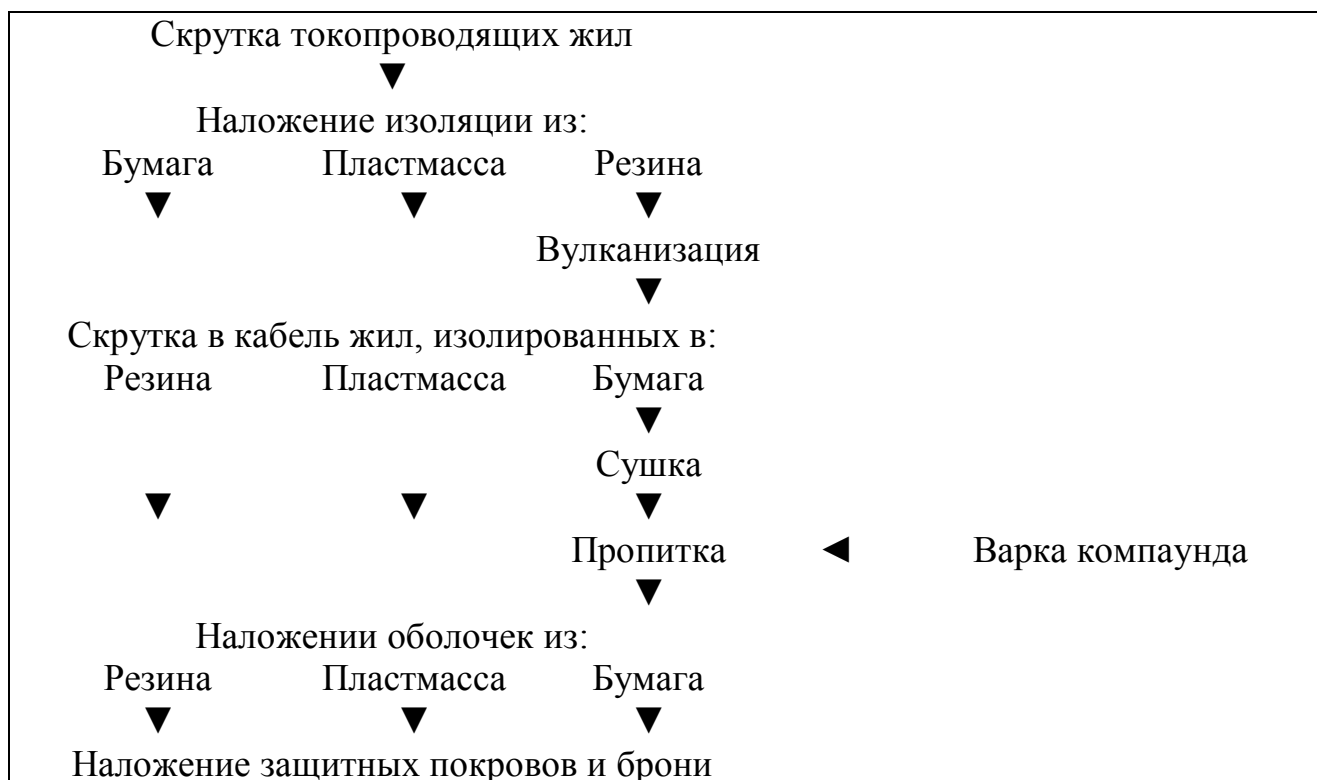 Скрутка токопроводящих жил
▼
Наложение изоляции из:
Бумага Пластмасса Резина
▼ ▼ ▼
Вулканизация
▼
Скрутка в кабель жил, изолированных в:
Резина Пластмасса Бумага
▼
Сушка
▼ ▼ ▼
Пропитка ◄ Варка компаунда
▼
Наложении оболочек из:
Резина Пластмасса Бумага
▼ ▼ ▼
Наложение защитных покровов и брони